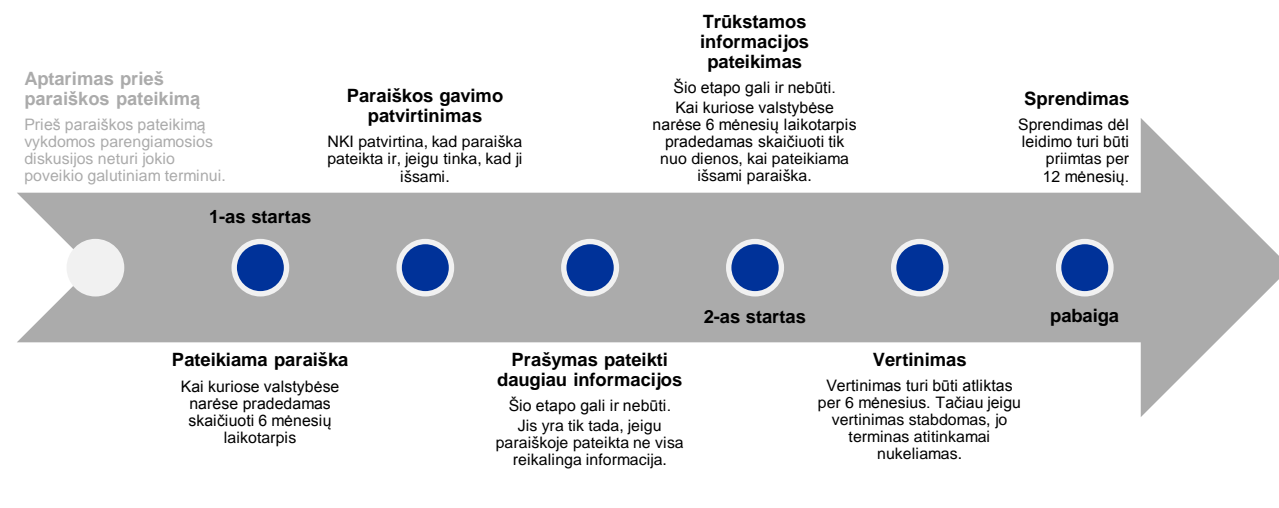 Aptarimas prieš
paraiškos pateikimą
Prieš paraiškos pateikimą
vykdomos parengiamosios
diskusijos neturi jokio
poveikio galutiniam terminui.
1-as startas
Pateikiama paraiška
Kai kuriose valstybėse
narėse pradedamas
skaičiuoti 6 mėnesių
laikotarpis
Paraiškos gavimo
patvirtinimas
NKI patvirtina, kad paraiška
pateikta ir, jeigu tinka, kad ji
išsami.
Prašymas pateikti
daugiau informacijos
Šio etapo gali ir nebūti.
Jis yra tik tada, jeigu
paraiškoje pateikta ne visa
reikalinga informacija.
Trūkstamos
informacijos
pateikimas
Šio etapo gali ir nebūti.
Kai kuriose valstybėse
narėse 6 mėnesių laikotarpis
pradedamas skaičiuoti tik
nuo dienos, kai pateikiama
išsami paraiška.
2-as startas
Vertinimas
Vertinimas turi būti atliktas
per 6 mėnesius. Tačiau jeigu
vertinimas stabdomas, jo
terminas atitinkamai
nukeliamas.
Sprendimas
Sprendimas dėl
leidimo turi būti
priimtas per
12 mėnesių.
pabaiga